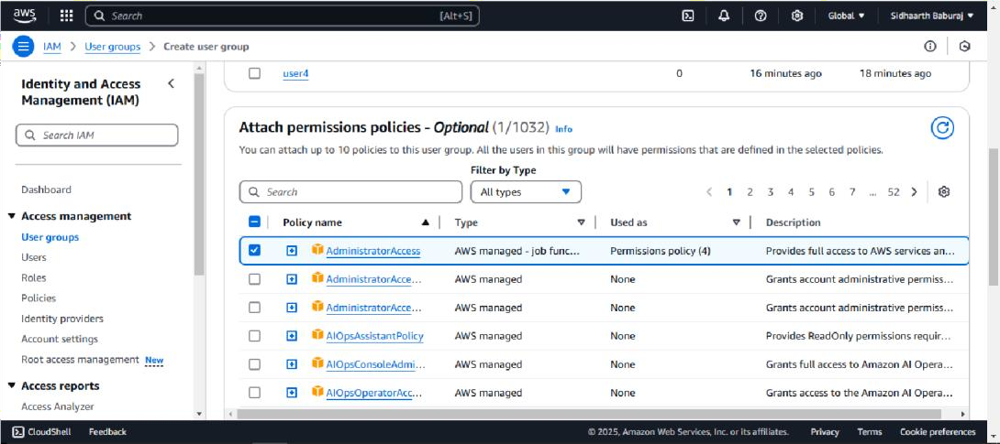 aws Search [Alt+S] Global Sidhaarth Baburaj
IAM > User groups > Create user group
Identity and Access Management (IAM)
Search IAM
Dashboard
Access management
User groups
Users
Roles
Policies
Identity providers
Account settings
Root access management New
Access reports
Access Analyzer
user4 0 16 minutes ago 18 minutes ago
Attach permissions policies - Optional (1/1032) Info
You can attach up to 10 policies to this user group. All the users in this group will have permissions that are defined in the selected policies.
Filter by Type
Search All types 1 2 3 4 5 6 7 ... 52
Policy name Type Used as Description
AdministratorAccess AWS managed - job func... Permissions policy (4) Provides full access to AWS services an...
AdministratorAcce... AWS managed None Grants account administrative permiss...
AdministratorAcce... AWS managed None Grants account administrative permiss...
AIOpsAssistantPolicy AWS managed None Provides ReadOnly permissions requir...
AIOpsConsoleAdmi... AWS managed None Grants full access to Amazon AI Opera...
AIOpsOperatorAcc... AWS managed None Grants access to the Amazon AI Opera...
CloudShell Feedback © 2025, Amazon Web Services, Inc. or its affiliates. Privacy Terms Cookie preferences